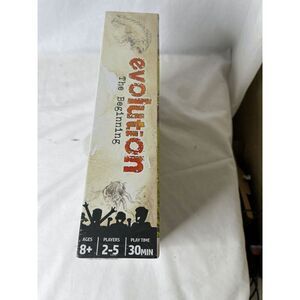 evolution
The Beginning
AGES PLAYERS PLAY TIME
8+ 2-5 30MIN